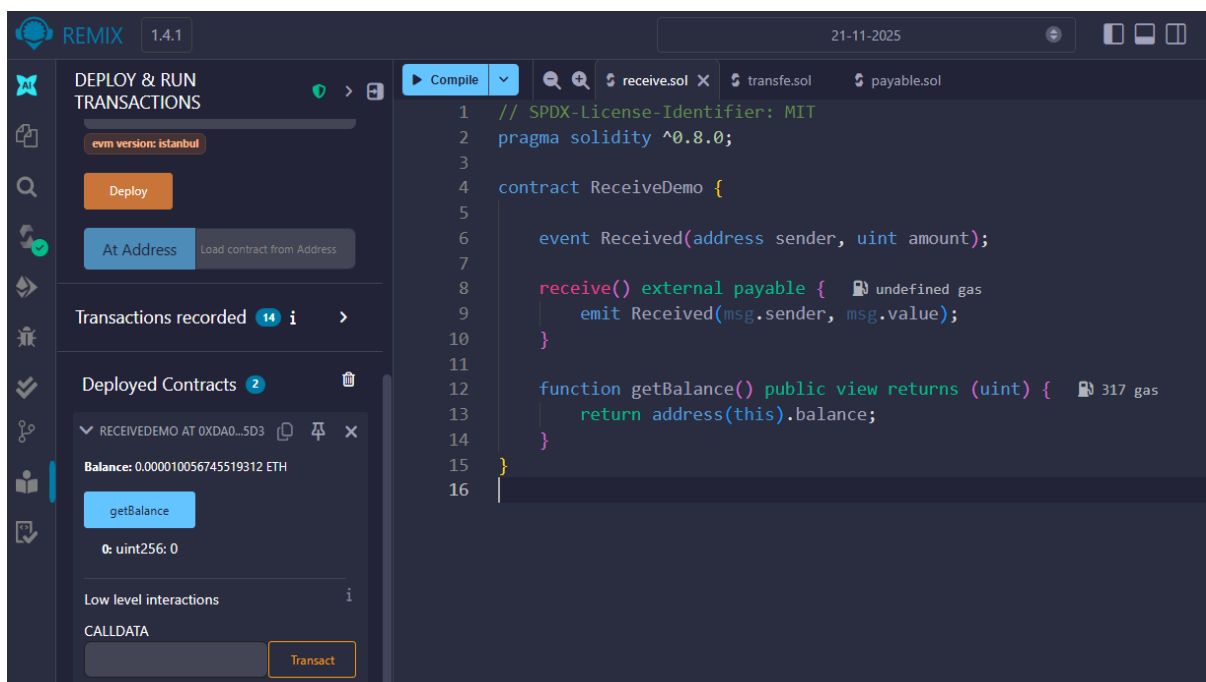 REMIX 1.4.1
21-11-2025
DEPLOY & RUN
TRANSACTIONS
evm version: istanbul
Deploy
At Address Load contract from Address
Transactions recorded 14 i
Deployed Contracts 2
RECEIVEDEMO AT 0XDA0...5D3
Balance: 0.000010056745519312 ETH
getBalance
0: uint256: 0
Low level interactions i
CALLDATA
Transact
Compile
receive.sol
transfe.sol
payable.sol
1 // SPDX-License-Identifier: MIT
2 pragma solidity ^0.8.0;
3
4 contract ReceiveDemo {
5
6 event Received(address sender, uint amount);
7
8 receive() external payable { undefined gas
9 emit Received(msg.sender, msg.value);
10 }
11
12 function getBalance() public view returns (uint) { 317 gas
13 return address(this).balance;
14 }
15 }
16